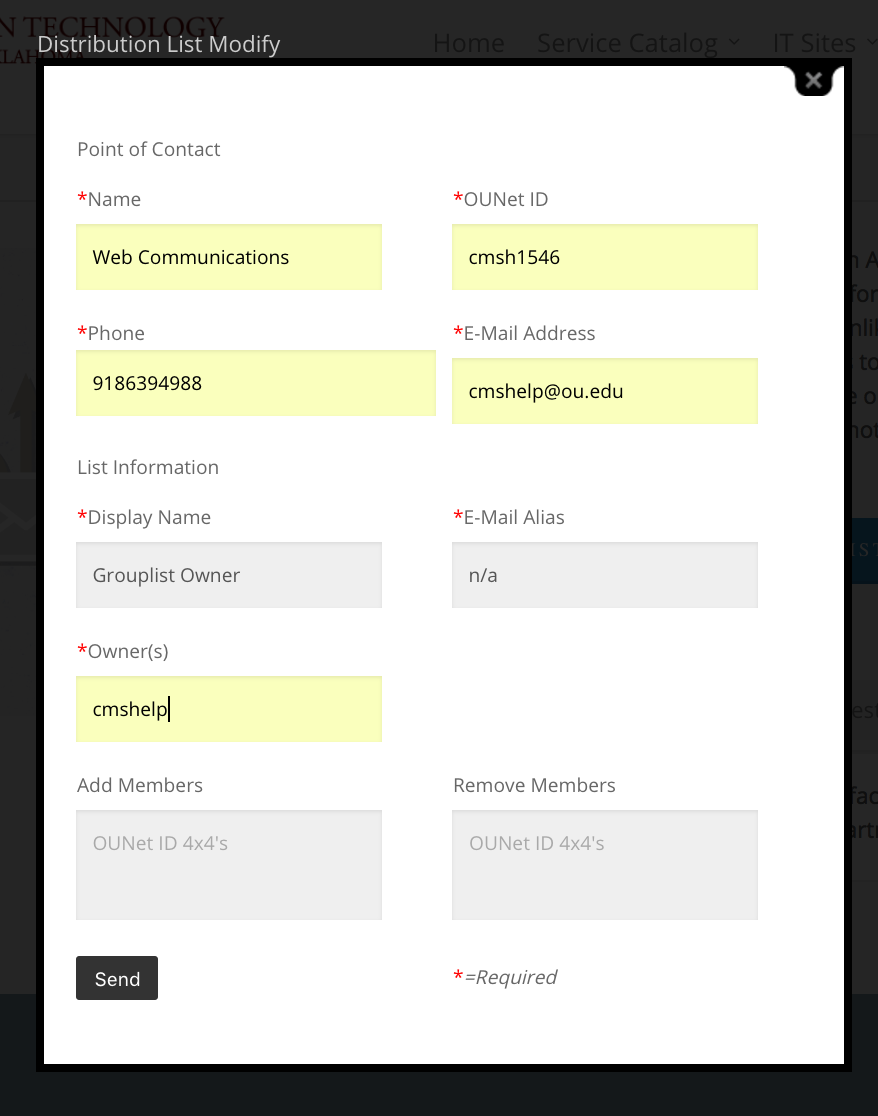 N TECHNOLOGY
Distribution List Modify
Home Service Catalog IT Sites
Point of Contact
*Name *OUNet ID
Web Communications cmsh1546
*Phone *E-Mail Address
9186394988 cmshelp@ou.edu
List Information
*Display Name *E-Mail Alias
Grouplist Owner n/a
*Owner(s)
cmshelp
Add Members Remove Members
OUNet ID 4x4's OUNet ID 4x4's
Send *=Required